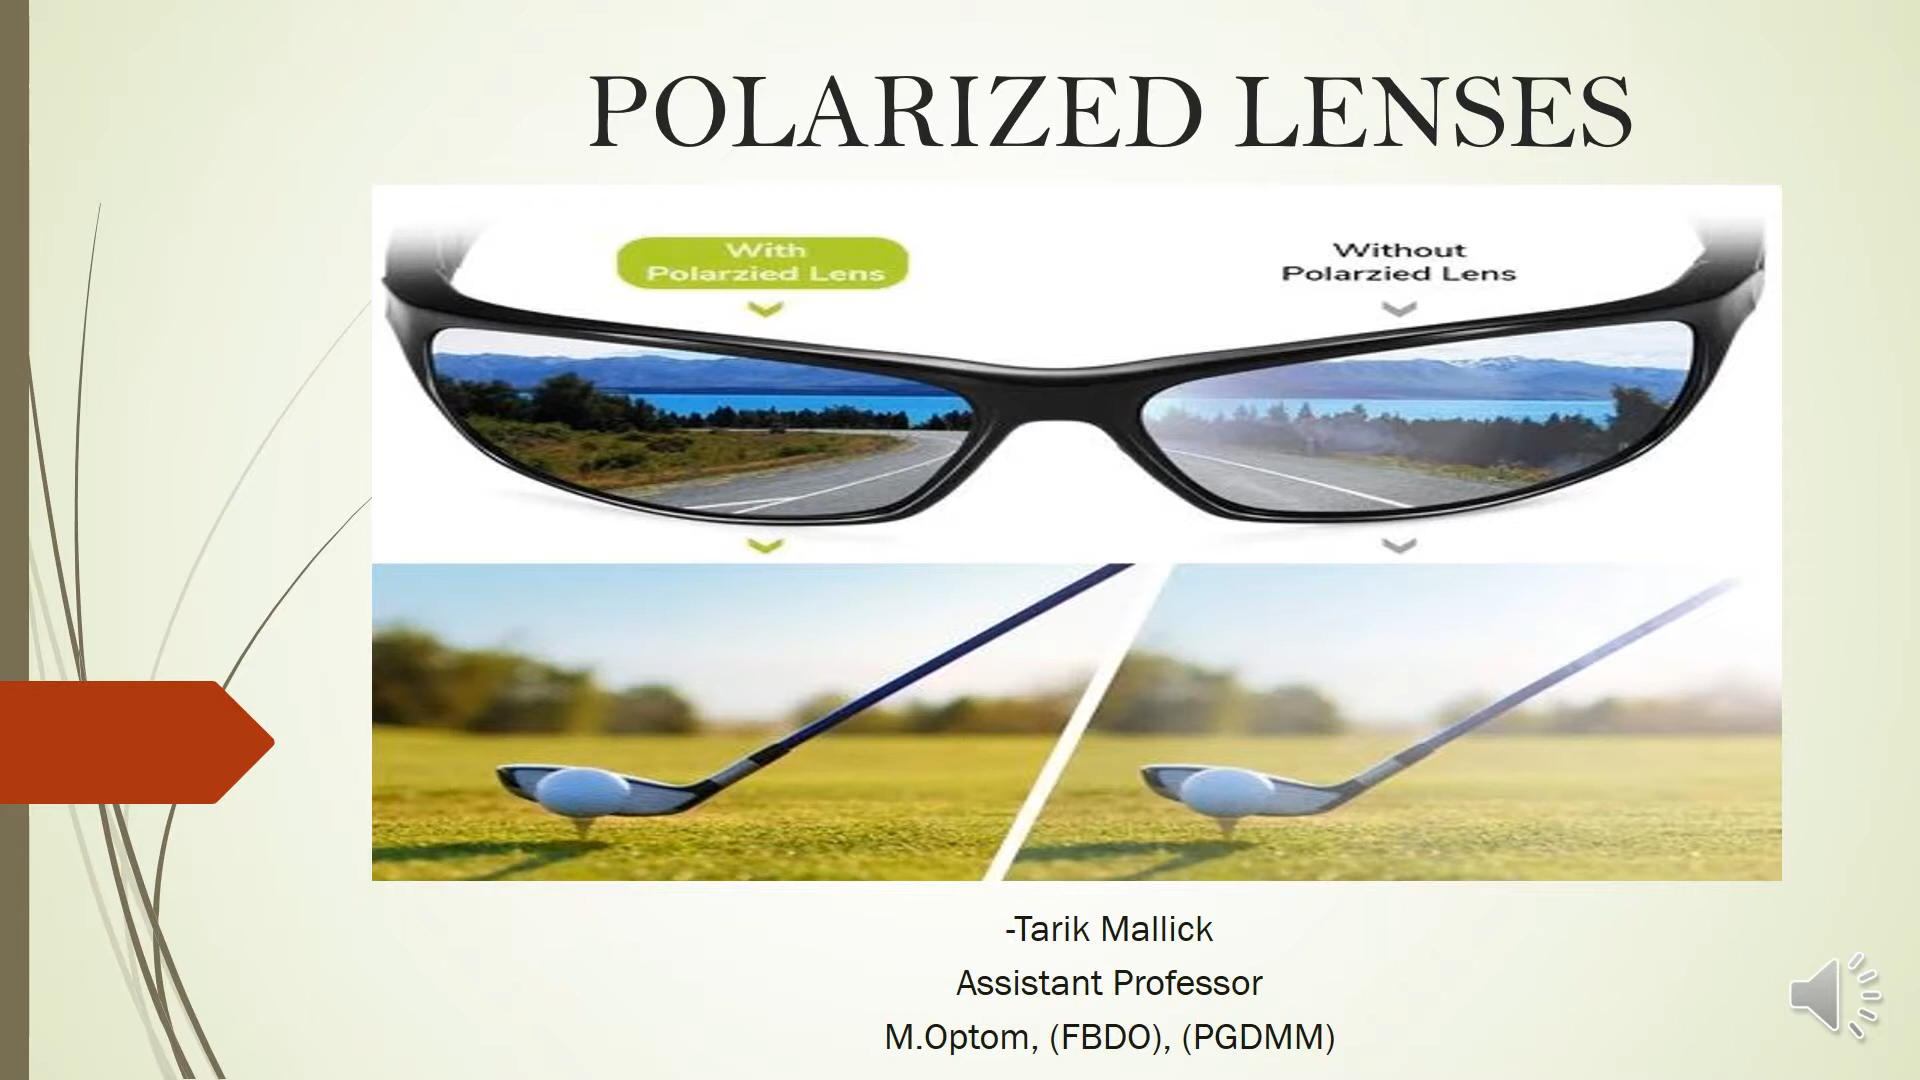 POLARIZED LENSES
With
Polarzied Lens
Without
Polarzied Lens
-Tarik Mallick
Assistant Professor
M.Optom, (FBDO), (PGDMM)